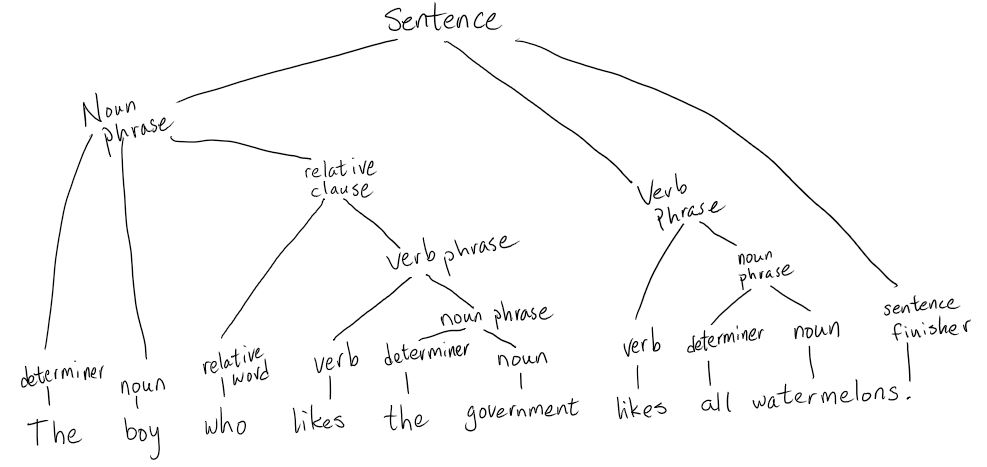 Sentence
Noun
phrase
relative
clause
Verb
phrase
verb phrase
noun
phrase
noun phrase
sentence
finisher
determiner
noun
relative
word
verb
determiner
noun
verb
determiner
noun
The boy who likes the government likes all watermelons.